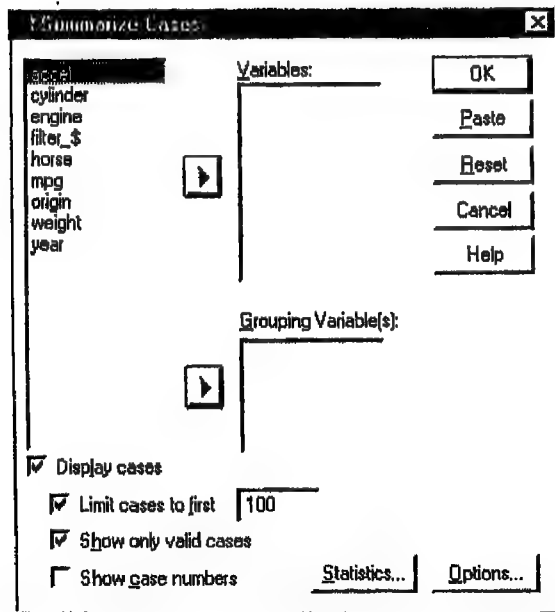 Summarize Cases
accel
cylinder
engine
filter_$
horse
mpg
origin
weight
year
Variables:
Grouping Variable(s):
OK
Paste
Reset
Cancel
Help
Display cases
Limit cases to first 100
Show only valid cases
Show case numbers
Statistics...
Options...